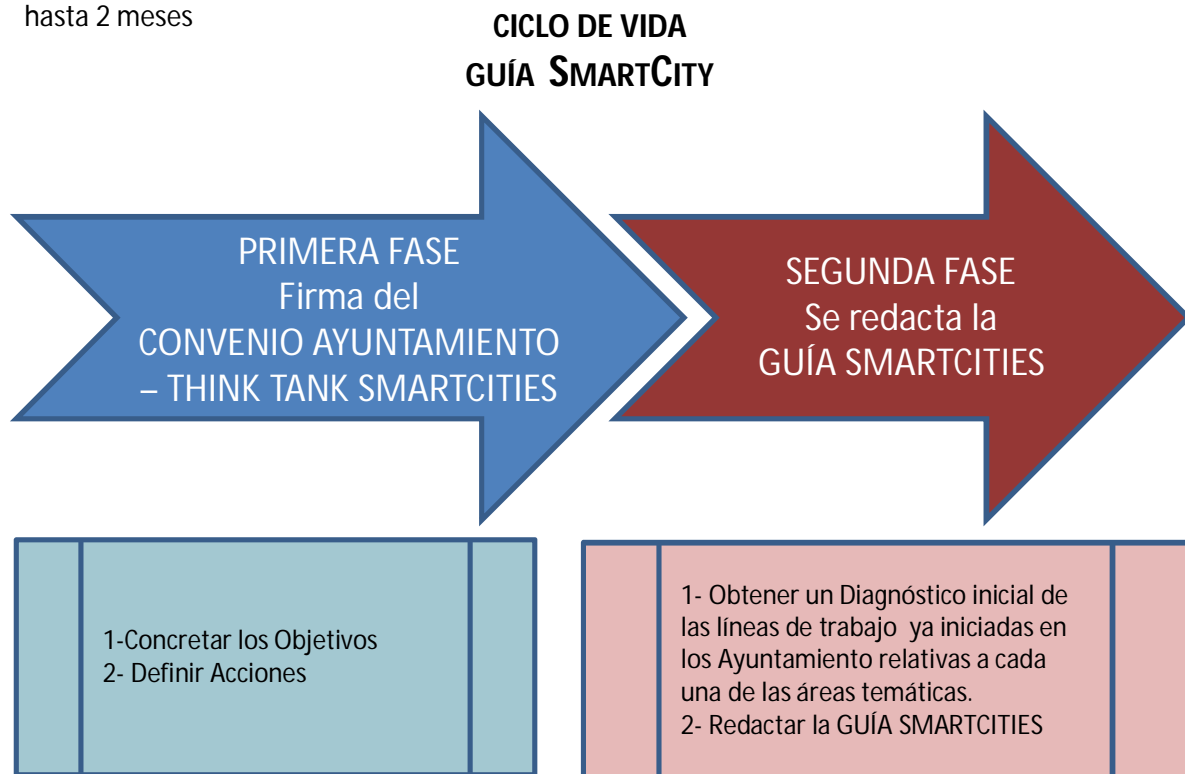 hasta 2 meses
CICLO DE VIDA
GUÍA SMARTCITY
PRIMERA FASE
Firma del
CONVENIO AYUNTAMIENTO
– THINK TANK SMARTCITIES
SEGUNDA FASE
Se redacta la
GUÍA SMARTCITIES
1-Concretar los Objetivos
2- Definir Acciones
1- Obtener un Diagnóstico inicial de
las líneas de trabajo ya iniciadas en
los Ayuntamiento relativas a cada
una de las áreas temáticas.
2- Redactar la GUÍA SMARTCITIES